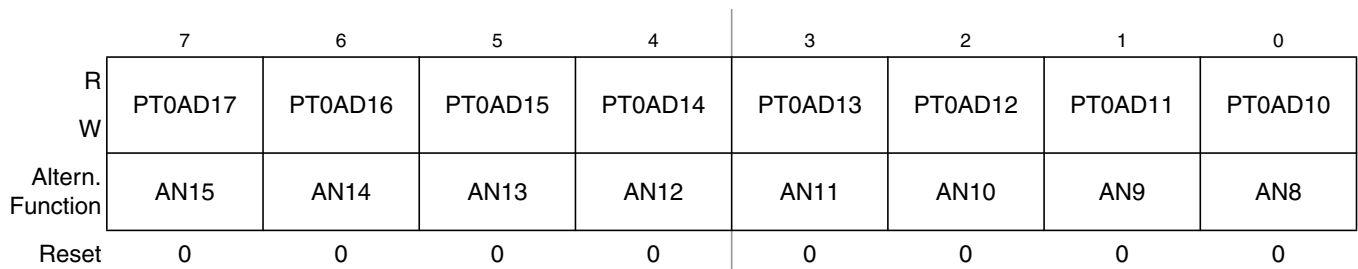 7 6 5 4 3 2 1 0
R
W
PT0AD17 PT0AD16 PT0AD15 PT0AD14 PT0AD13 PT0AD12 PT0AD11 PT0AD10
Altern.
Function
AN15 AN14 AN13 AN12 AN11 AN10 AN9 AN8
Reset 0 0 0 0 0 0 0 0